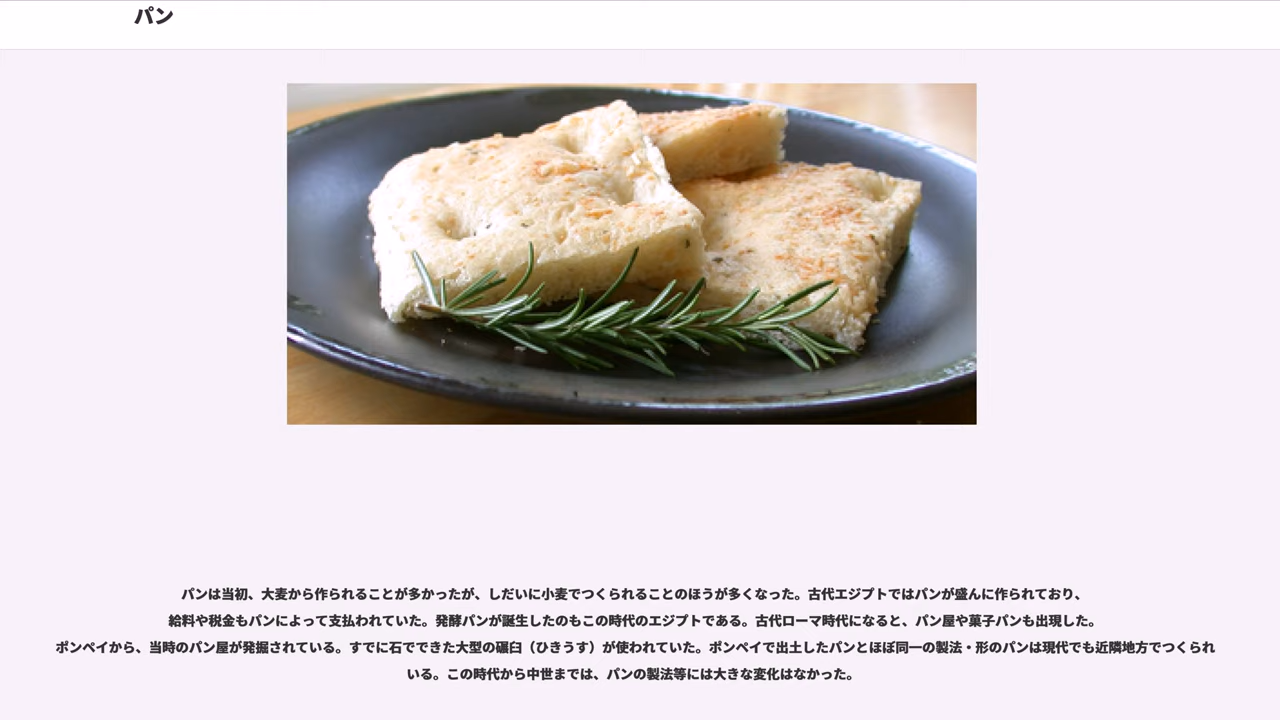 パン
パンは当初、大麦から作られることが多かったが、しだいに小麦でつくられることのほうが多くなった。古代エジプトではパンが盛んに作られており、
給料や税金もパンによって支払われていた。発酵パンが誕生したのもこの時代のエジプトである。古代ローマ時代になると、パン屋や菓子パンも出現した。
ポンペイから、当時のパン屋が発掘されている。すでに石でできた大型の碾臼（ひきうす）が使われていた。ポンペイで出土したパンとほぼ同一の製法・形のパンは現代でも近隣地方でつくられ
いる。この時代から中世までは、パンの製法等には大きな変化はなかった。